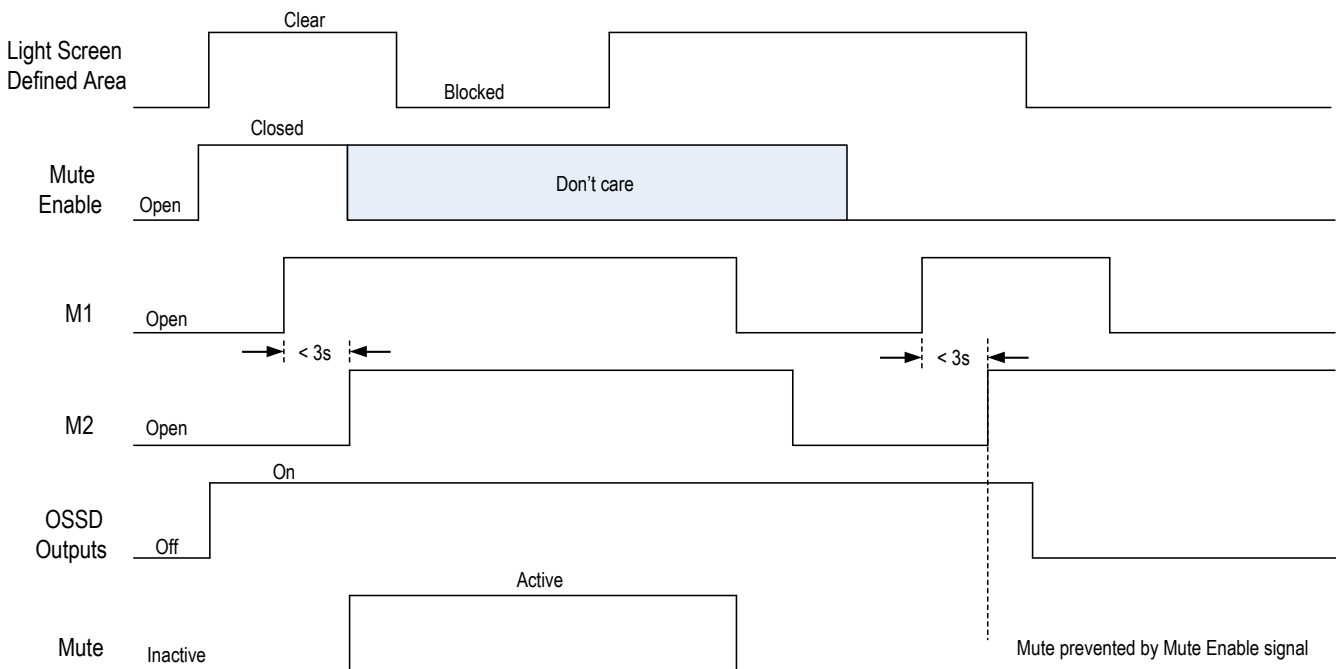 Clear
Light Screen
Defined Area
Blocked
Closed
Mute
Enable
Open
Don't care
M1
Open
< 3s
< 3s
M2
Open
On
OSSD
Outputs
Off
Active
Mute
Inactive
Mute prevented by Mute Enable signal